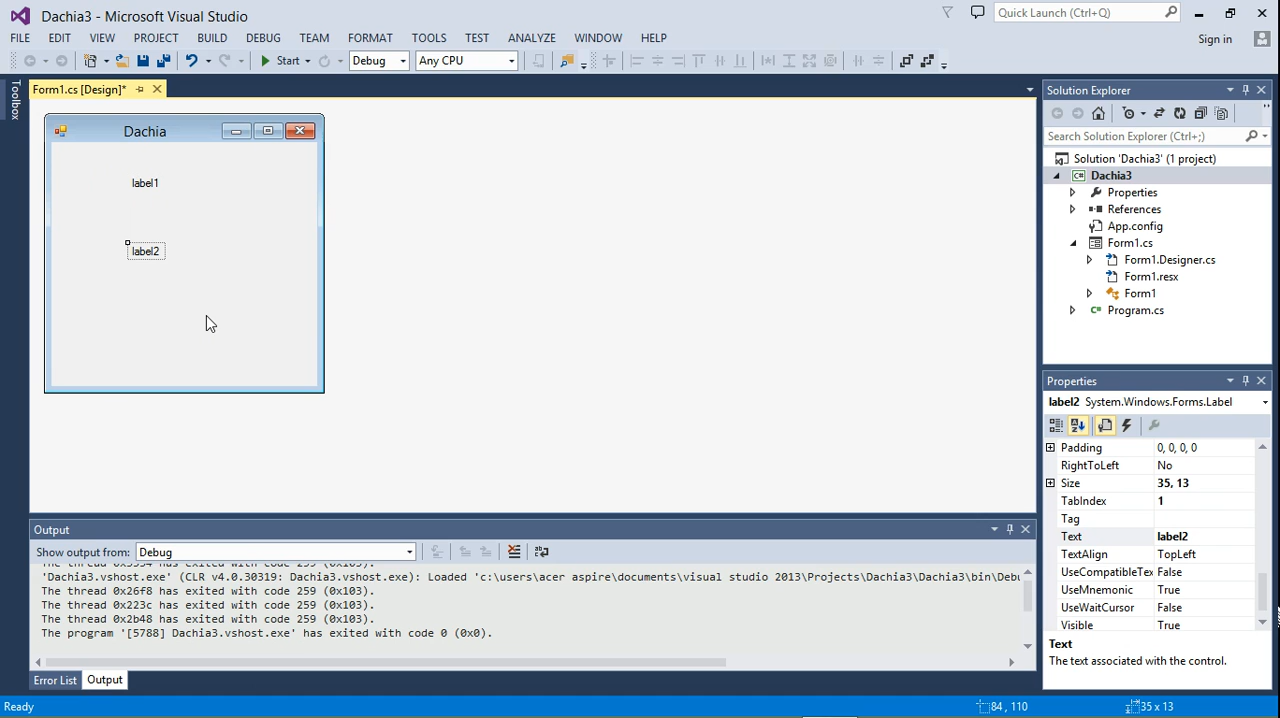 Dachia3 - Microsoft Visual Studio
Quick Launch (Ctrl+Q)
FILE EDIT VIEW PROJECT BUILD DEBUG TEAM FORMAT TOOLS TEST ANALYZE WINDOW HELP
Sign in
Start Debug Any CPU
Toolbox
Form1.cs [Design]*
Dachia
label1
label2
Solution Explorer
Search Solution Explorer (Ctrl+;)
Solution 'Dachia3' (1 project)
Dachia3
Properties
References
App.config
Form1.cs
Form1.Designer.cs
Form1.resx
Form1
Program.cs
Properties
label2 System.Windows.Forms.Label
Padding 0, 0, 0, 0
RightToLeft No
Size 35, 13
TabIndex 1
Tag
Text label2
TextAlign TopLeft
UseCompatibleTex False
UseMnemonic True
UseWaitCursor False
Visible True
Text
The text associated with the control.
Output
Show output from: Debug
'Dachia3.vshost.exe' (CLR v4.0.30319: Dachia3.vshost.exe): Loaded 'c:\users\acer aspire\documents\visual studio 2013\Projects\Dachia3\Dachia3\bin\Debu
The thread 0x26f8 has exited with code 259 (0x103).
The thread 0x223c has exited with code 259 (0x103).
The thread 0x2b48 has exited with code 259 (0x103).
The program '[5788] Dachia3.vshost.exe' has exited with code 0 (0x0).
Error List Output
Ready
84 , 110
35 x 13